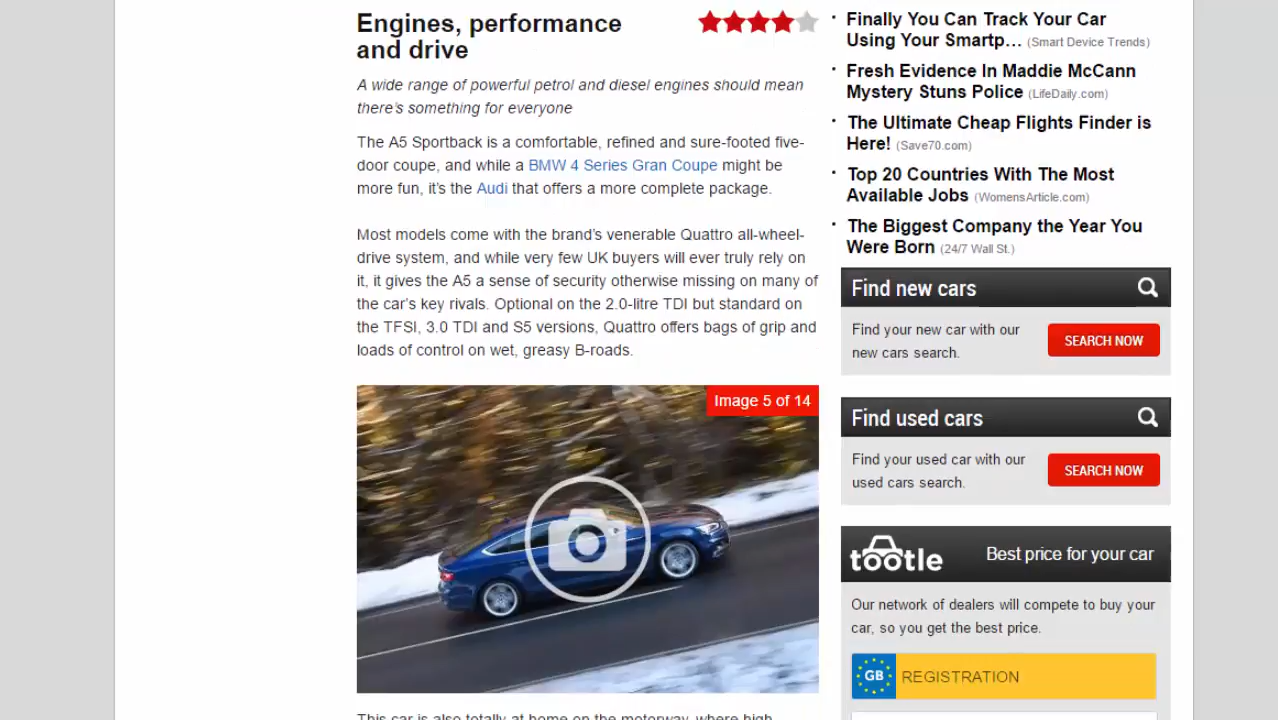 Engines, performance
and drive
A wide range of powerful petrol and diesel engines should mean
there's something for everyone
The A5 Sportback is a comfortable, refined and sure-footed five-
door coupe, and while a BMW 4 Series Gran Coupe might be
more fun, it's the Audi that offers a more complete package.
Most models come with the brand's venerable Quattro all-wheel-
drive system, and while very few UK buyers will ever truly rely on
it, it gives the A5 a sense of security otherwise missing on many of
the car's key rivals. Optional on the 2.0-litre TDI but standard on
the TFSI, 3.0 TDI and S5 versions, Quattro offers bags of grip and
loads of control on wet, greasy B-roads.
Image 5 of 14
This car is also totally at home on the motorway, where high
Finally You Can Track Your Car
Using Your Smartp… (Smart Device Trends)
Fresh Evidence In Maddie McCann
Mystery Stuns Police (LifeDaily.com)
The Ultimate Cheap Flights Finder is
Here! (Save70.com)
Top 20 Countries With The Most
Available Jobs (WomensArticle.com)
The Biggest Company the Year You
Were Born (24/7 Wall St.)
Find new cars
Find your new car with our
new cars search.
SEARCH NOW
Find used cars
Find your used car with our
used cars search.
SEARCH NOW
tootle Best price for your car
Our network of dealers will compete to buy your
car, so you get the best price.
GB REGISTRATION